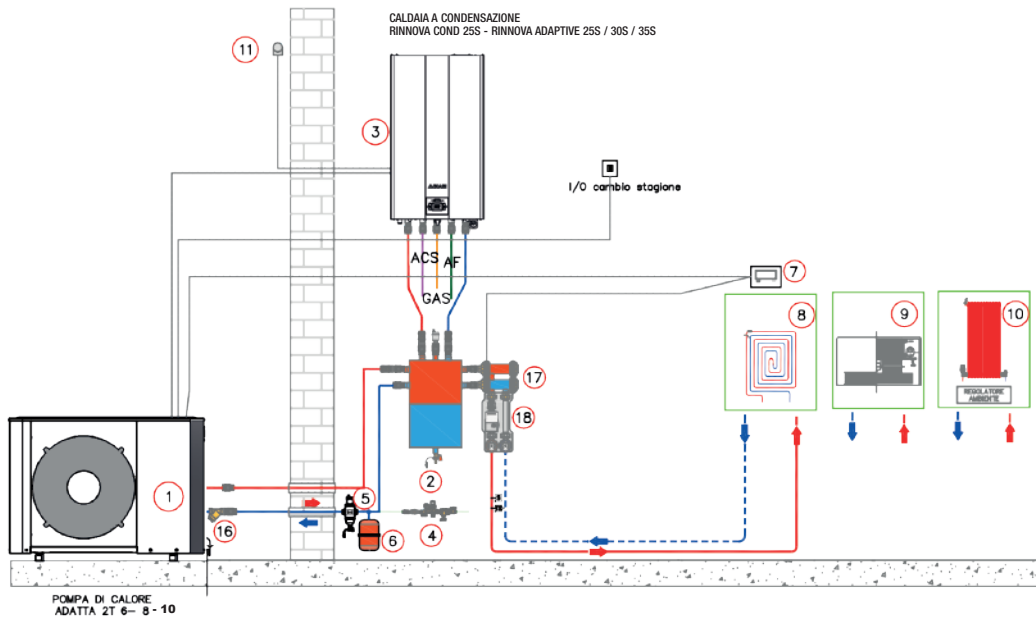 CALDAIA A CONDENSAZIONE
RINNOVA COND 25S - RINNOVA ADAPTIVE 25S / 30S / 35S
11
3
I/O cambio stagione
ACS
AF
GAS
7
8
9
10
REGOLATORE
AMBIENTE
17
18
2
1
5
16
6
4
POMPA DI CALORE
ADATTA 2T 6- 8 - 10